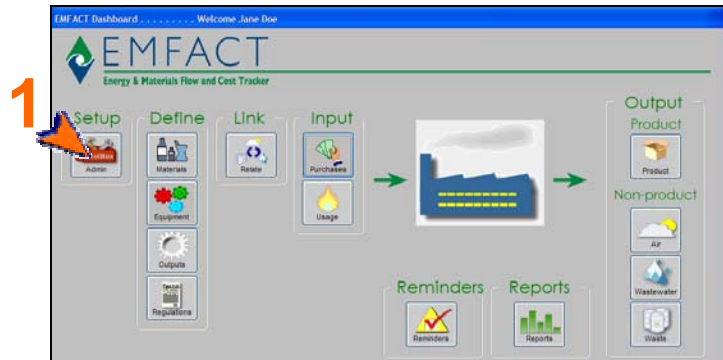 EMFACT Dashboard . . . . . . . . . Welcome Jane Doe
EMFACT
Energy & Materials Flow and Cost Tracker
1
Setup
Admin
Define
Materials
Equipment
Outputs
Regulations
Link
Relate
Input
Purchases
Usage
Output
Product
Product
Non-product
Air
Wastewater
Waste
Reminders
Reminders
Reports
Reports